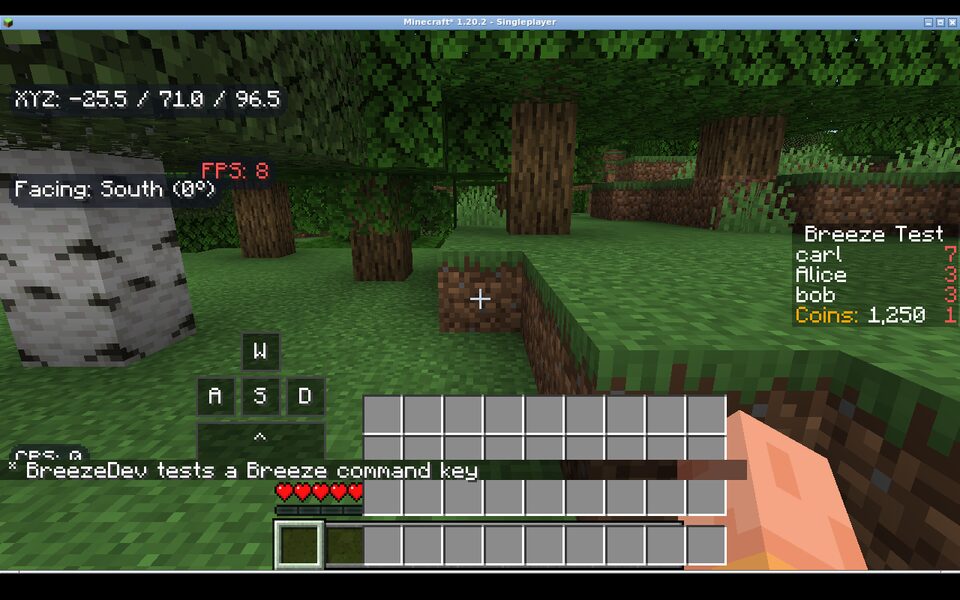 Minecraft* 1.20.2 - Singleplayer
XYZ: -25.5 / 71.0 / 96.5
FPS: 8
Facing: South (0°)
Breeze Test
carl 7
Alice 3
bob 3
Coins: 1,250 1
W
A S D
^
CPS: 0
* BreezeDev tests a Breeze command key